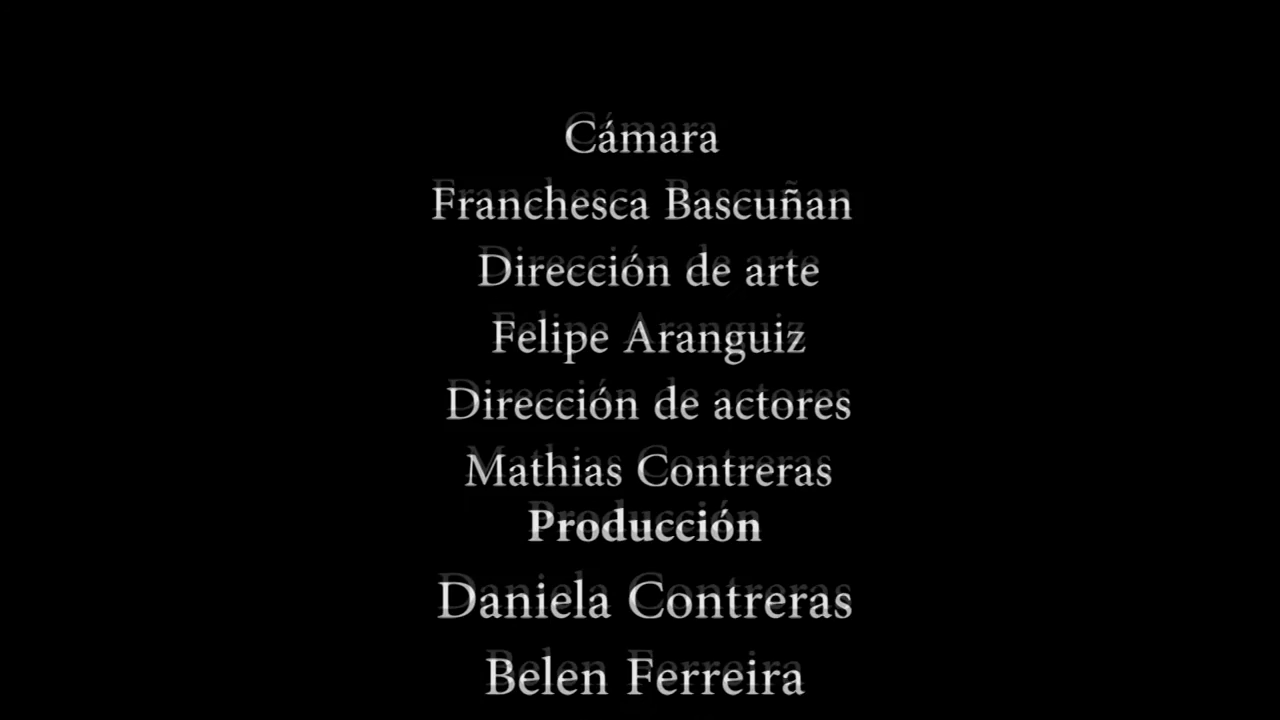 Cámara
Franchesca Bascuñan
Dirección de arte
Felipe Aranguiz
Dirección de actores
Mathias Contreras
Producción
Daniela Contreras
Belen Ferreira